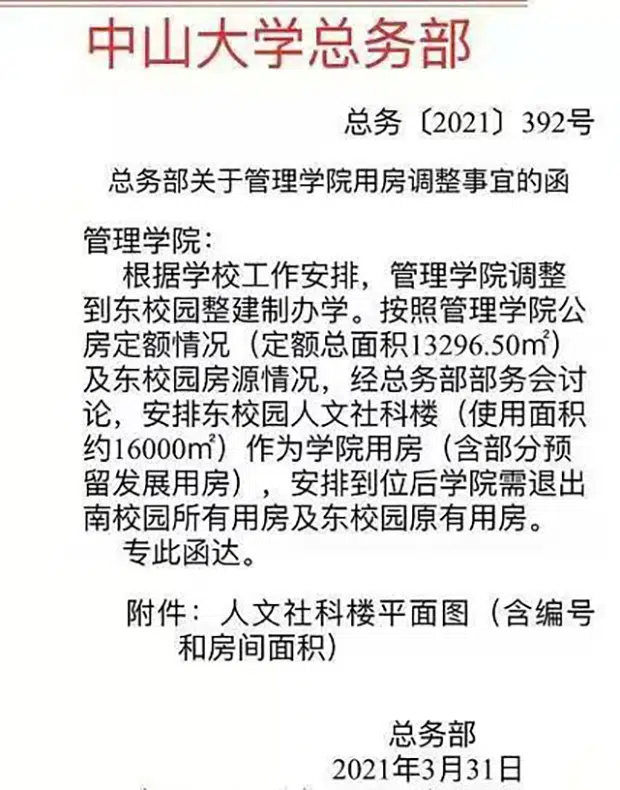 中山大学总务部
总务〔2021〕392号
总务部关于管理学院用房调整事宜的函
管理学院：
根据学校工作安排，管理学院调整
到东校园整建制办学。按照管理学院公
房定额情况（定额总面积13296.50㎡）
及东校园房源情况，经总务部部务会讨
论，安排东校园人文社科楼（使用面积
约16000㎡）作为学院用房（含部分预
留发展用房），安排到位后学院需退出
南校园所有用房及东校园原有用房。
专此函达。
附件：人文社科楼平面图（含编号
和房间面积）
总务部
2021年3月31日